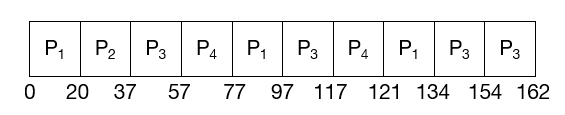 P₁ P₂ P₃ P₄ P₁ P₃ P₄ P₁ P₃ P₃
0 20 37 57 77 97 117 121 134 154 162